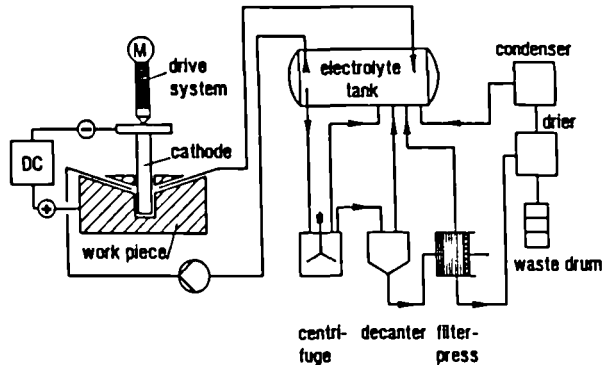 M
drive
system
electrolyte
tank
condenser
drier
DC
−
+
cathode
work piece
waste drum
centri-
fuge
decanter
filter-
press